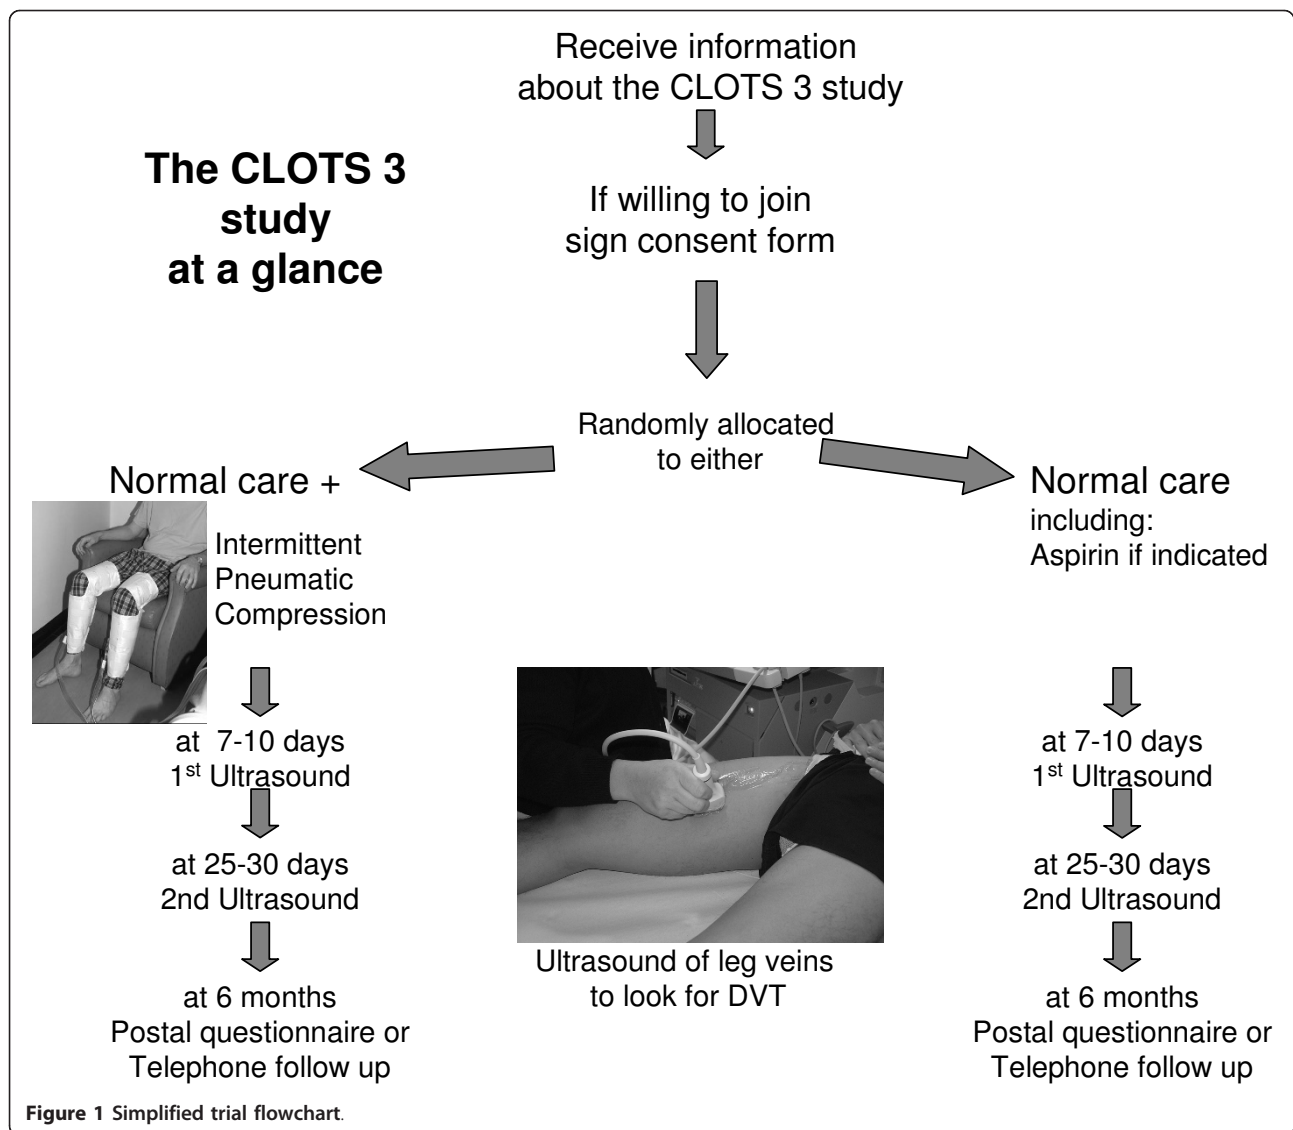 Receive information
about the CLOTS 3 study
The CLOTS 3
study
at a glance
If willing to join
sign consent form
Randomly allocated
to either
Normal care +
Intermittent
Pneumatic
Compression
Normal care
including:
Aspirin if indicated
at 7-10 days
1st Ultrasound
at 25-30 days
2nd Ultrasound
at 6 months
Postal questionnaire or
Telephone follow up
Ultrasound of leg veins
to look for DVT
at 7-10 days
1st Ultrasound
at 25-30 days
2nd Ultrasound
at 6 months
Postal questionnaire or
Telephone follow up
Figure 1 Simplified trial flowchart.